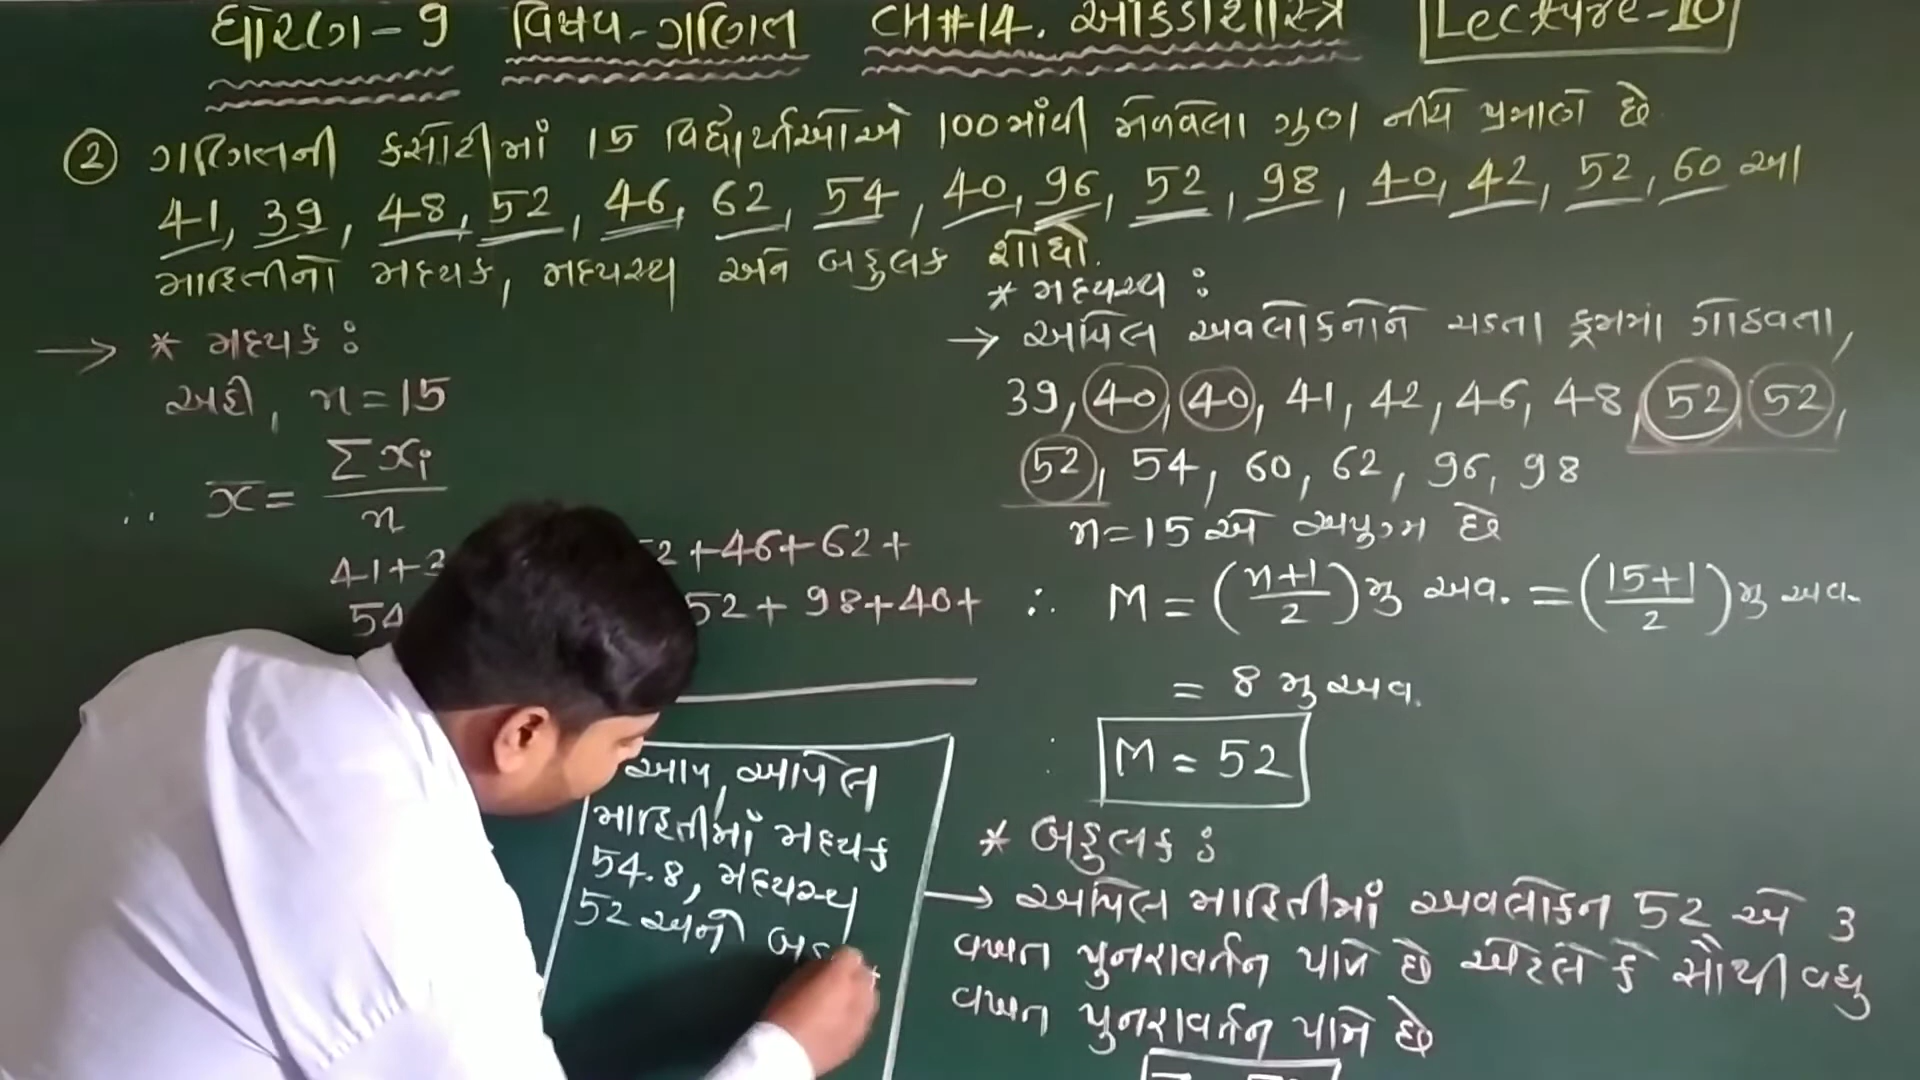 ધોરણ-9 વિષય-ગણિત CH#14. આંકડાશાસ્ત્ર Lecture-10
② ગણિતની કસોટીમાં 15 વિદ્યાર્થીઓએ 100માંથી મેળવેલા ગુણ નીચે પ્રમાણે છે
41, 39, 48, 52, 46, 62, 54, 40, 96, 52, 98, 40, 42, 52, 60 આ
માહિતીનો મધ્યક, મધ્યસ્થ અને બહુલક શોધો.
→ * મધ્યક :
અહી, n=15
∴ x̄ = Σxi / n
41+3
52+46+62+
54
52+98+40+
આમ, આપેલ
માહિતીમાં મધ્યક
54.8, મધ્યસ્થ
52 અને
* મધ્યસ્થ :
→ આપેલ અવલોકનોને ચડતા ક્રમમાં ગોઠવતા,
39, 40, 40, 41, 42, 46, 48, 52, 52,
52, 54, 60, 62, 96, 98
n=15 એ અયુગ્મ છે
∴ M = (n+1/2) મુ અવ. = (15+1/2) મુ અવ.
= 8 મુ અવ.
∴ M = 52
* બહુલક :
→ આપેલ માહિતીમાં અવલોકન 52 એ 3
વખત પુનરાવર્તન પામે છે એટલે કે સૌથી વધુ
વખત પુનરાવર્તન પામે છે